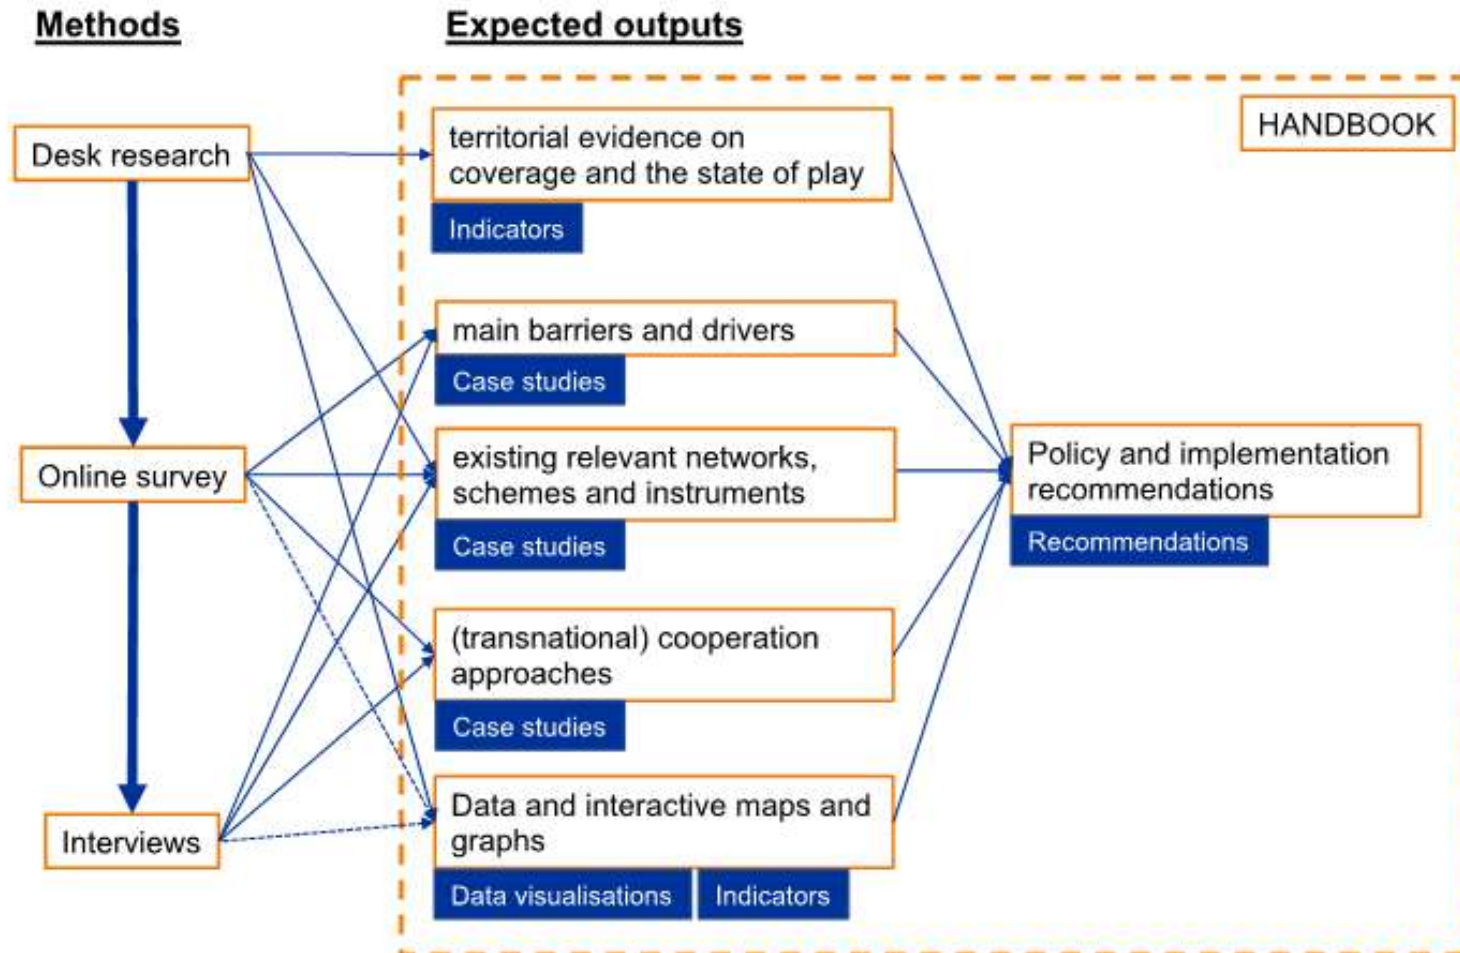 Methods
Expected outputs
HANDBOOK
Desk research
territorial evidence on
coverage and the state of play
Indicators
main barriers and drivers
Case studies
Online survey
existing relevant networks,
schemes and instruments
Case studies
Policy and implementation
recommendations
Recommendations
(transnational) cooperation
approaches
Case studies
Interviews
Data and interactive maps and
graphs
Data visualisations
Indicators